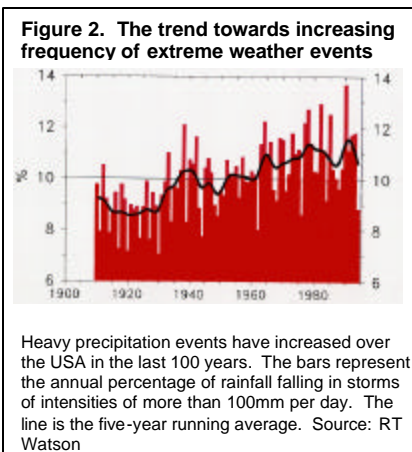 Figure 2. The trend towards increasing
frequency of extreme weather events
14 14
12 12
% 10 10
8 8
6 6
1900 1920 1940 1960 1980
Heavy precipitation events have increased over
the USA in the last 100 years. The bars represent
the annual percentage of rainfall falling in storms
of intensities of more than 100mm per day. The
line is the five-year running average. Source: RT
Watson